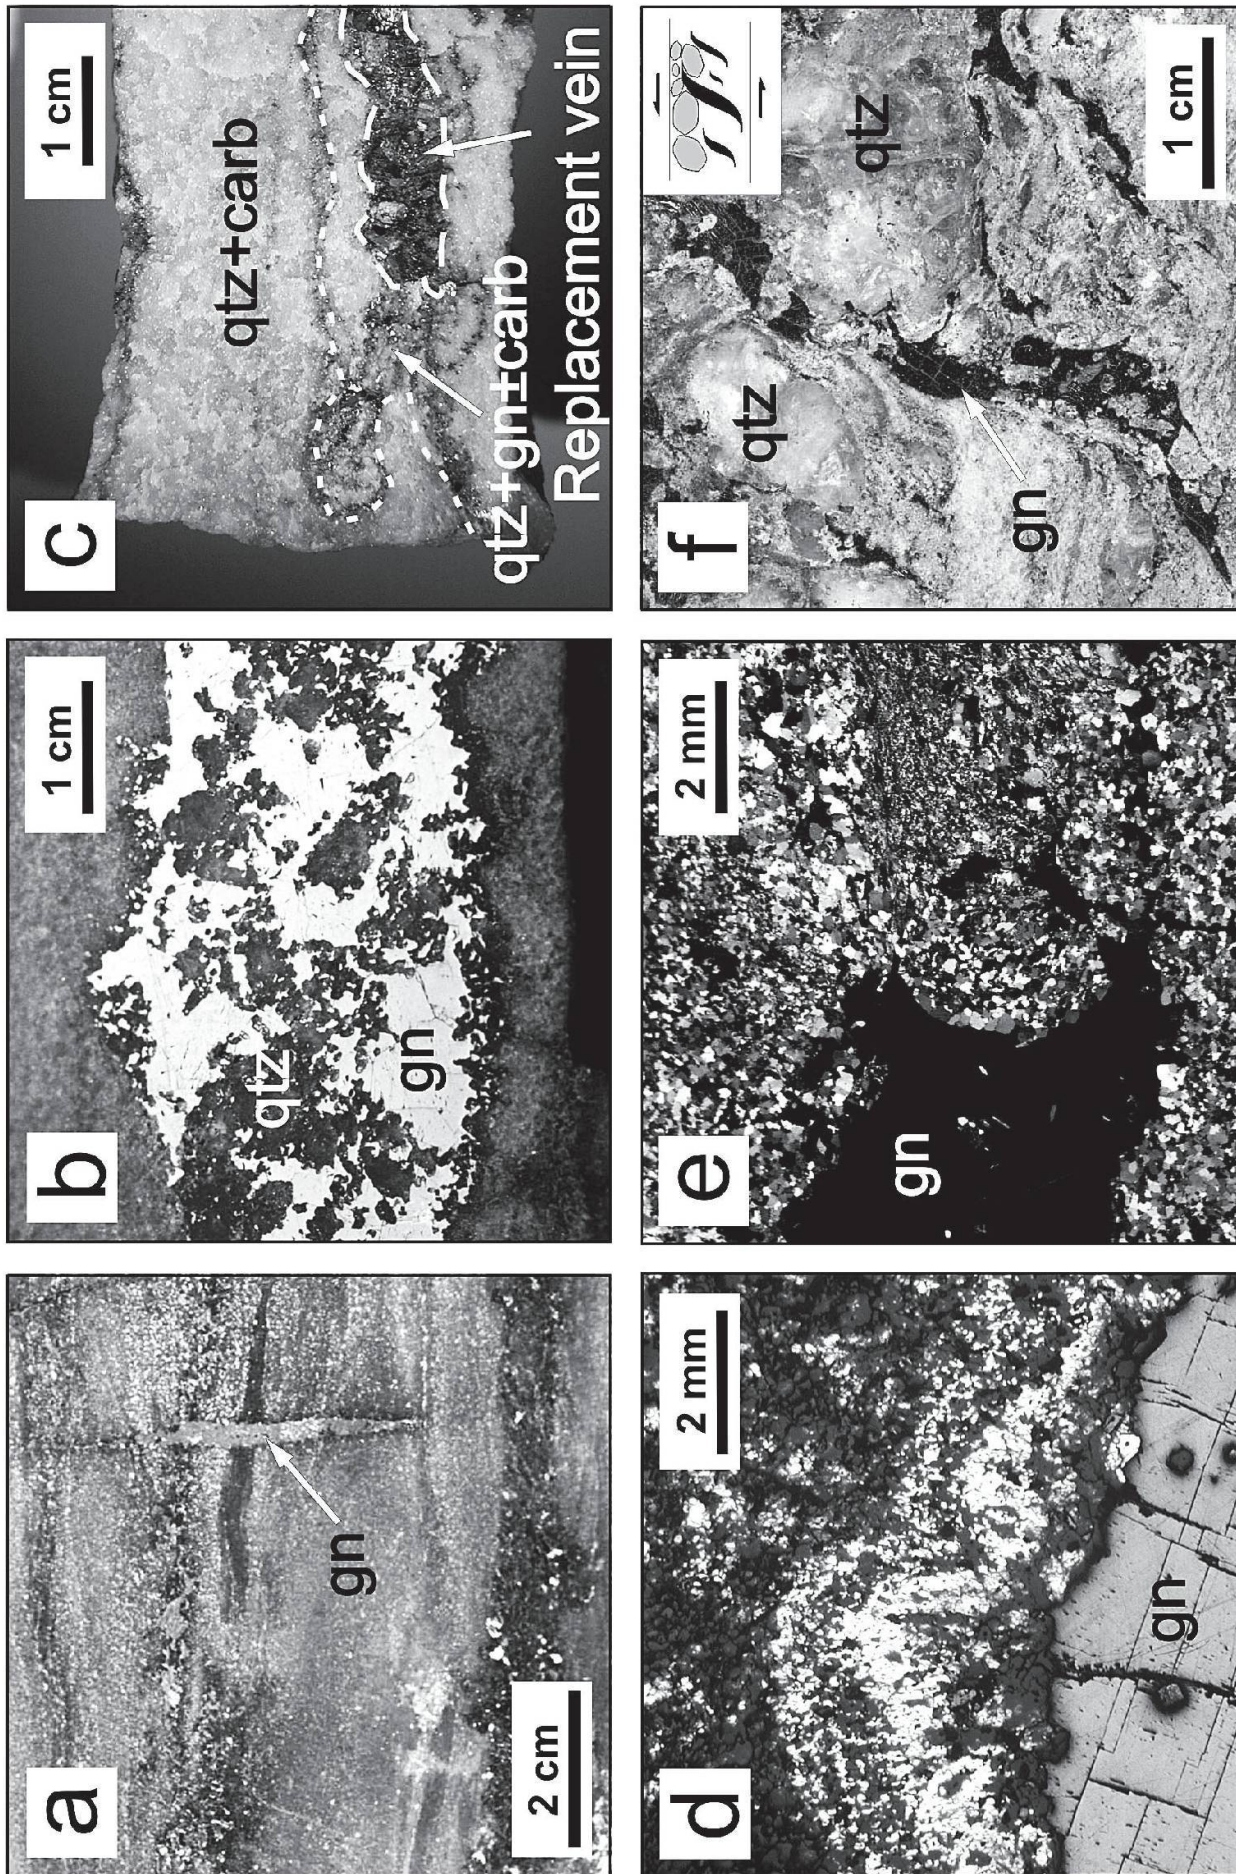 a
gn
2 cm
b
qtz
gn
1 cm
c
1 cm
qtz+carb
qtz+gn±carb
Replacement vein
d
gn
2 mm
e
gn
2 mm
f
qtz
qtz
gn
1 cm